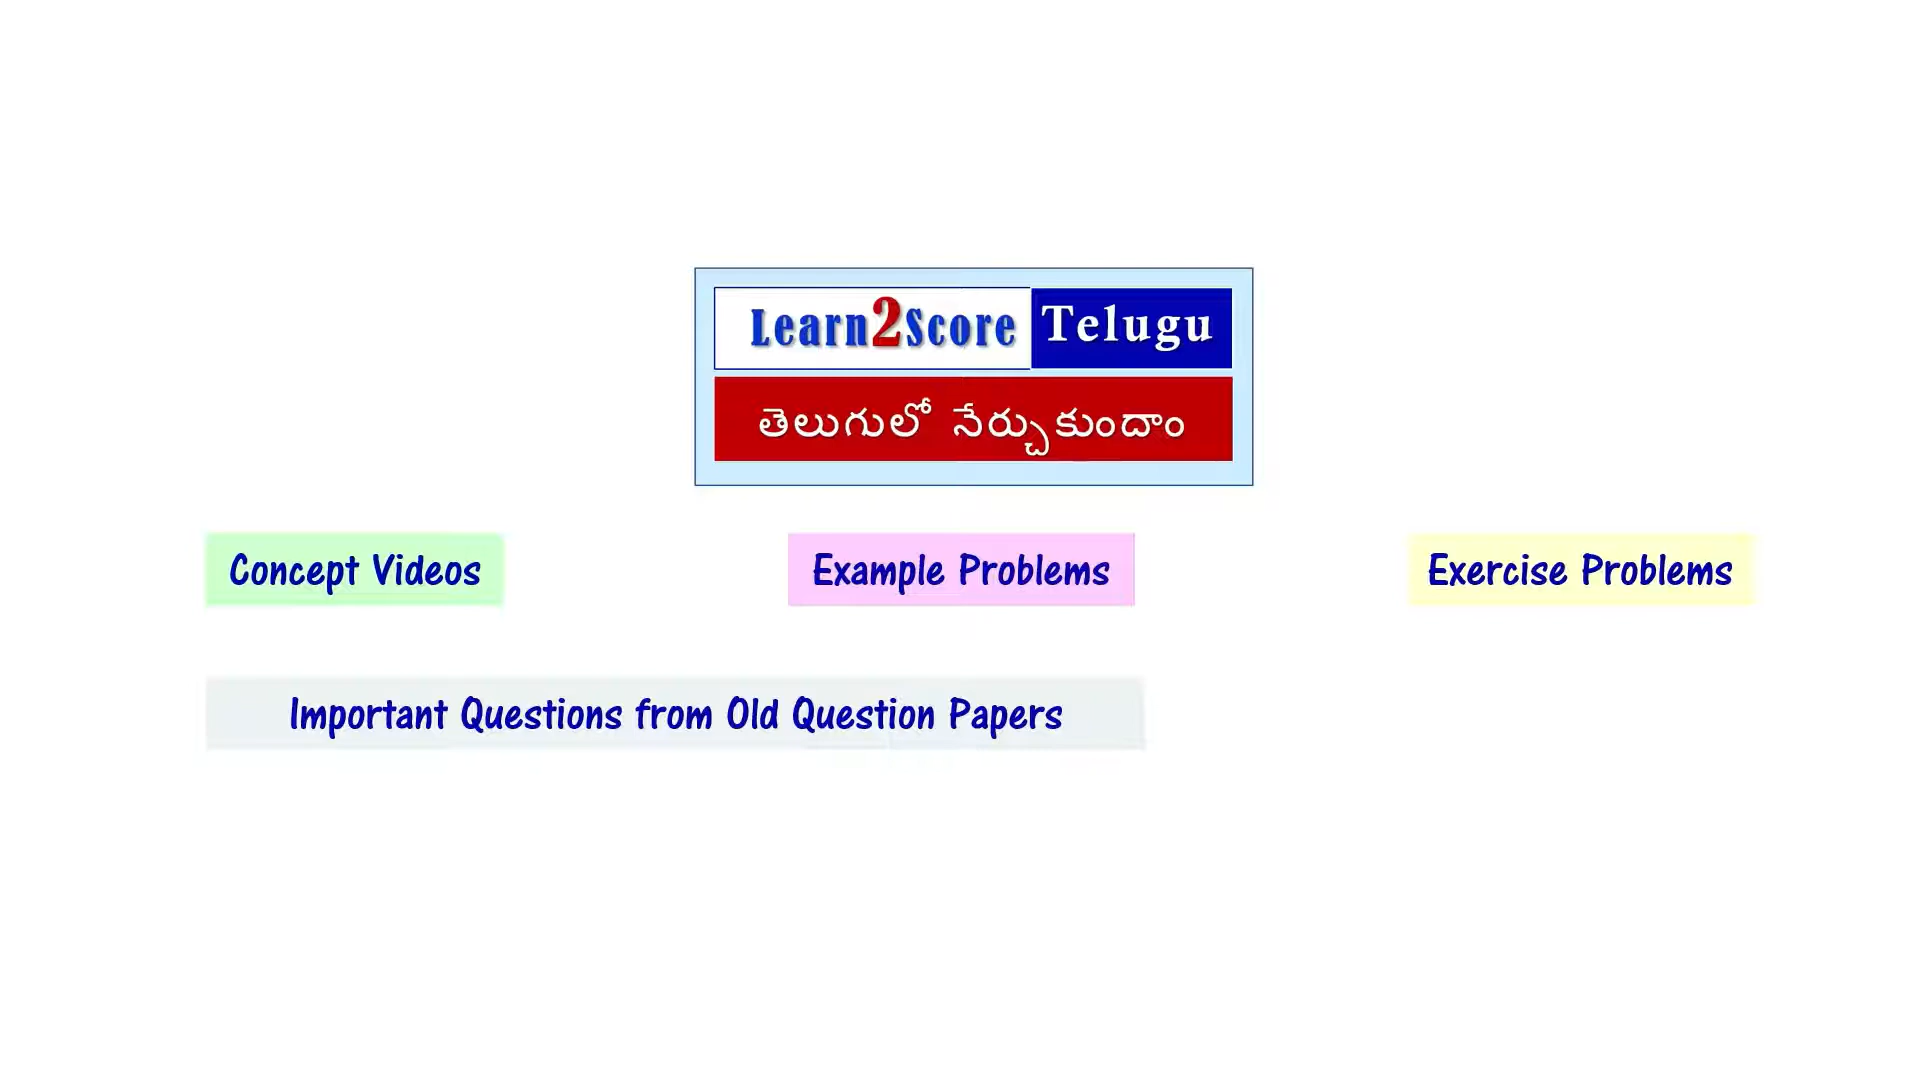 Learn2Score Telugu
తెలుగులో నేర్చుకుందాం
Concept Videos Example Problems Exercise Problems
Important Questions from Old Question Papers